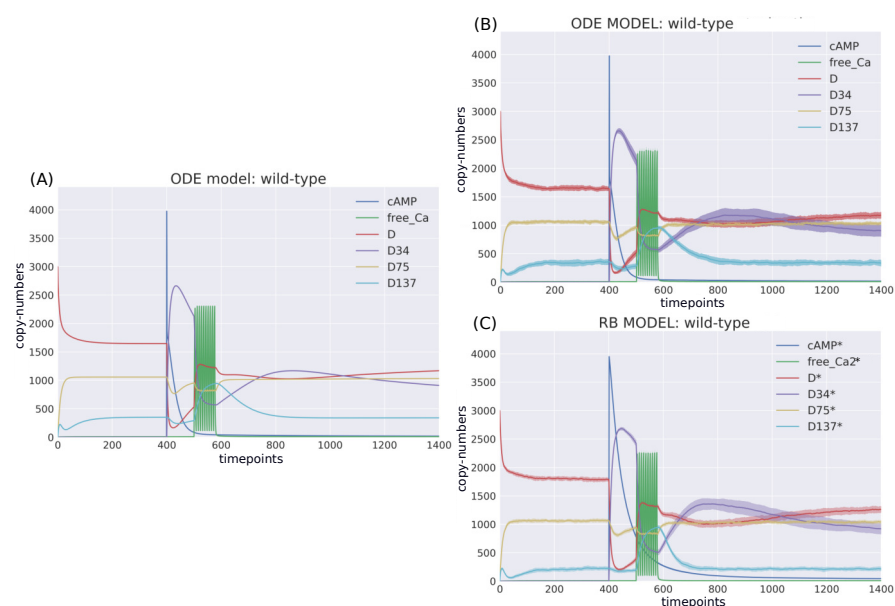 (A)
ODE model: wild-type
copy-numbers
4000
3500
3000
2500
2000
1500
1000
500
0
0 200 400 600 800 1000 1200 1400
timepoints
cAMP
free_Ca
D
D34
D75
D137
(B)
ODE MODEL: wild-type
copy-numbers
4000
3500
3000
2500
2000
1500
1000
500
0
0 200 400 600 800 1000 1200 1400
timepoints
cAMP
free_Ca
D
D34
D75
D137
(C)
RB MODEL: wild-type
copy-numbers
4000
3500
3000
2500
2000
1500
1000
500
0
0 200 400 600 800 1000 1200 1400
timepoints
cAMP*
free_Ca2*
D*
D34*
D75*
D137*